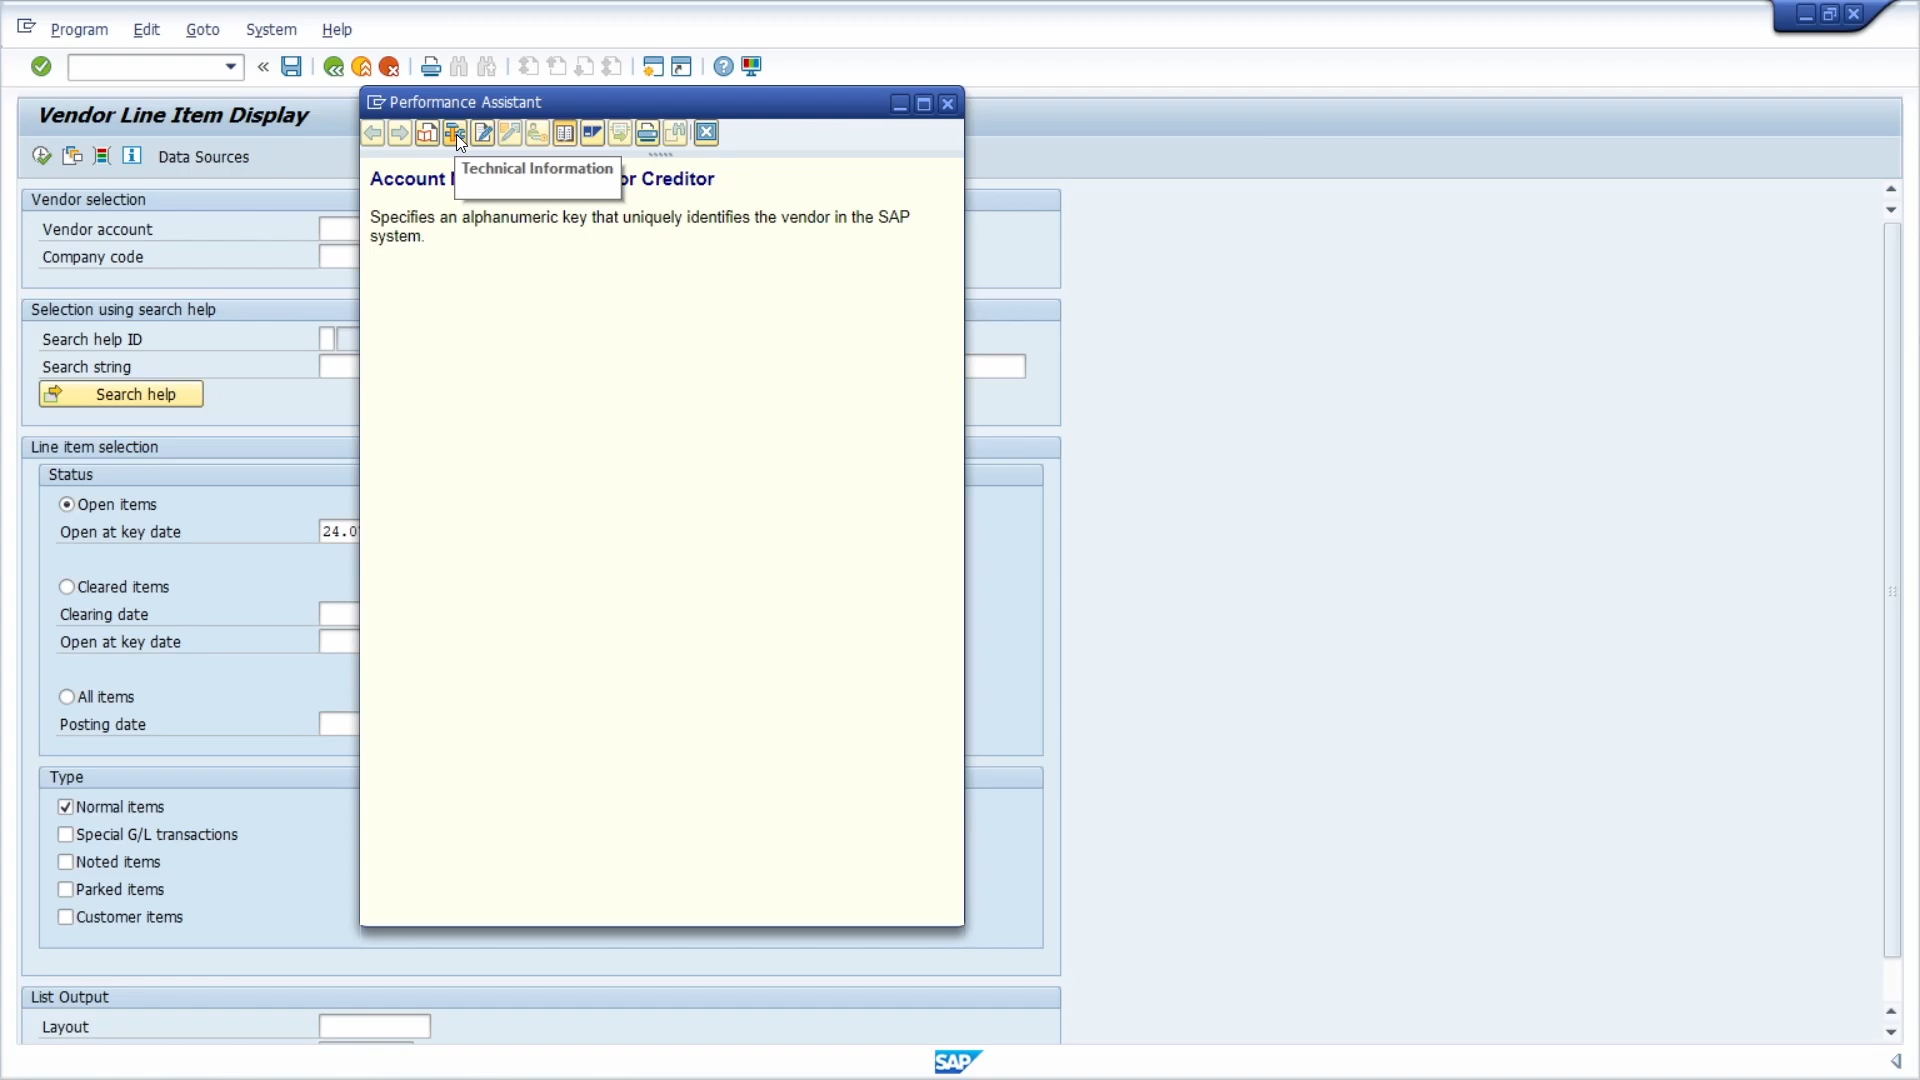 Program Edit Goto System Help
Vendor Line Item Display
Data Sources
Performance Assistant
Technical Information
Account or Creditor
Specifies an alphanumeric key that uniquely identifies the vendor in the SAP
system.
Vendor selection
Vendor account
Company code
Selection using search help
Search help ID
Search string
Search help
Line item selection
Status
Open items
Open at key date 24.0
Cleared items
Clearing date
Open at key date
All items
Posting date
Type
Normal items
Special G/L transactions
Noted items
Parked items
Customer items
List Output
Layout
SAP